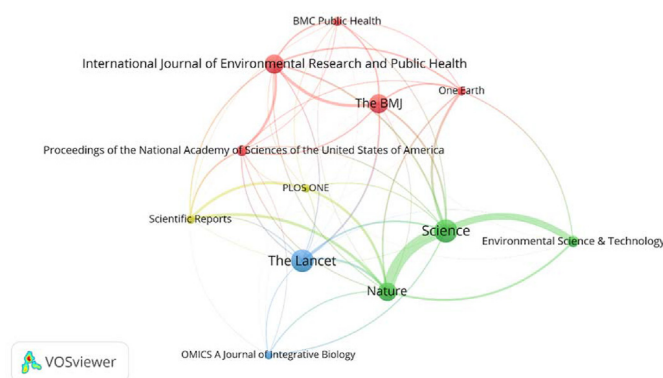 BMC Public Health
International Journal of Environmental Research and Public Health
One Earth
The BMJ
Proceedings of the National Academy of Sciences of the United States of America
PLOS ONE
Scientific Reports
Science
Environmental Science & Technology
The Lancet
Nature
OMICS A Journal of Integrative Biology
VOSviewer